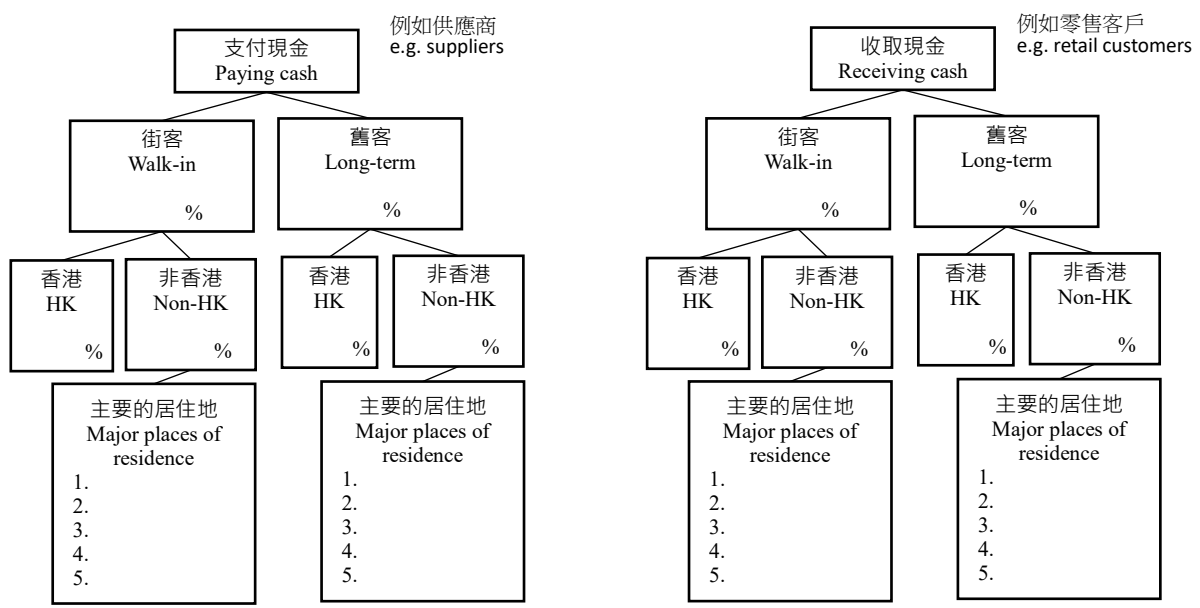 支付現金
Paying cash
例如供應商
e.g. suppliers
街客
Walk-in
%
舊客
Long-term
%
香港
HK
%
非香港
Non-HK
%
香港
HK
%
非香港
Non-HK
%
主要的居住地
Major places of
residence
1.
2.
3.
4.
5.
主要的居住地
Major places of
residence
1.
2.
3.
4.
5.
收取現金
Receiving cash
例如零售客戶
e.g. retail customers
街客
Walk-in
%
舊客
Long-term
%
香港
HK
%
非香港
Non-HK
%
香港
HK
%
非香港
Non-HK
%
主要的居住地
Major places of
residence
1.
2.
3.
4.
5.
主要的居住地
Major places of
residence
1.
2.
3.
4.
5.